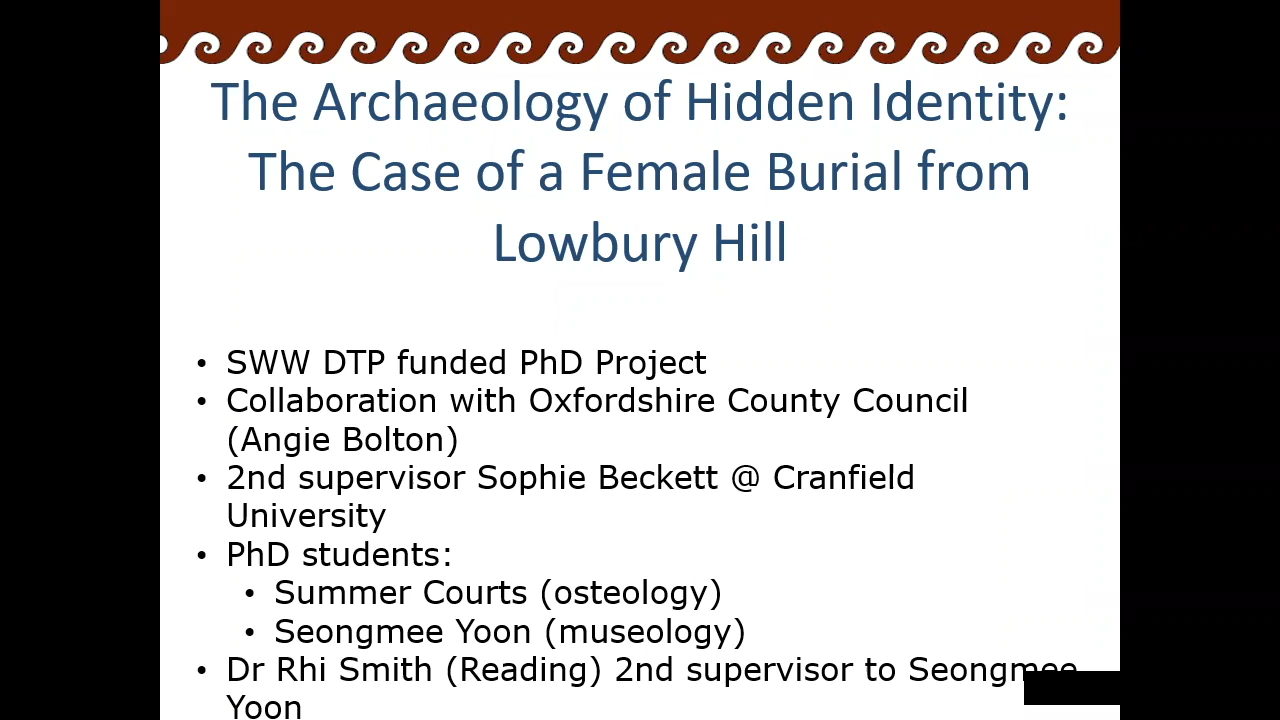 The Archaeology of Hidden Identity:
The Case of a Female Burial from
Lowbury Hill
• SWW DTP funded PhD Project
• Collaboration with Oxfordshire County Council
(Angie Bolton)
• 2nd supervisor Sophie Beckett @ Cranfield
University
• PhD students:
• Summer Courts (osteology)
• Seongmee Yoon (museology)
• Dr Rhi Smith (Reading) 2nd supervisor to Seongmee
Yoon